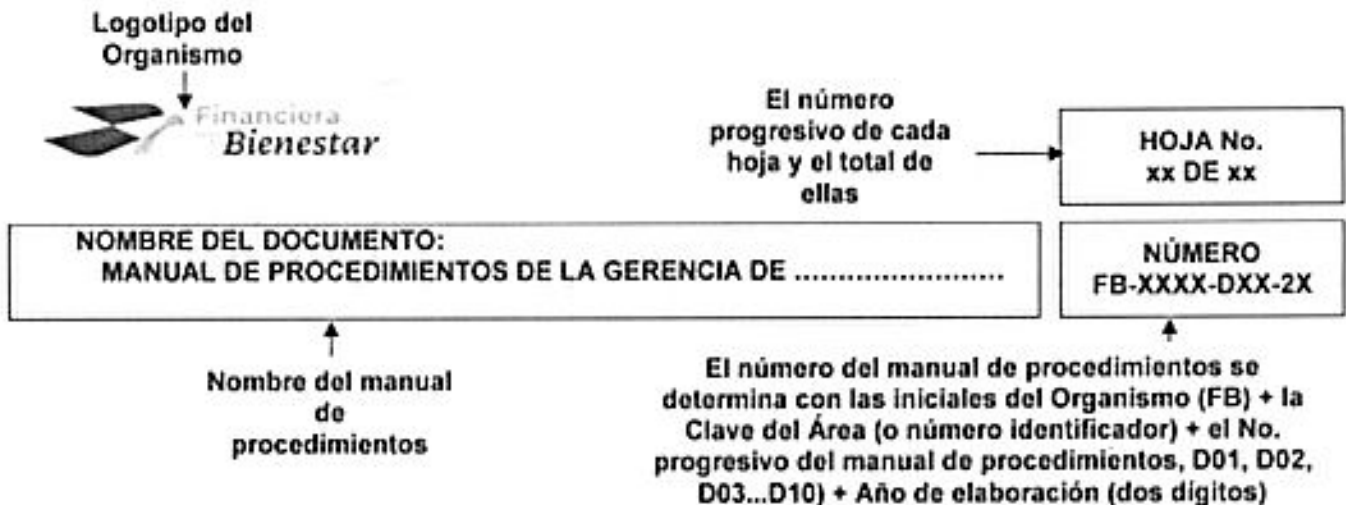 Logotipo del
Organismo
Financiera
Bienestar
El número
progresivo de cada
hoja y el total de
ellas
HOJA No.
xx DE xx
NOMBRE DEL DOCUMENTO:
MANUAL DE PROCEDIMIENTOS DE LA GERENCIA DE ........................
NÚMERO
FB-XXXX-DXX-2X
Nombre del manual
de
procedimientos
El número del manual de procedimientos se
determina con las iniciales del Organismo (FB) + la
Clave del Área (o número identificador) + el No.
progresivo del manual de procedimientos, D01, D02,
D03...D10) + Año de elaboración (dos dígitos)